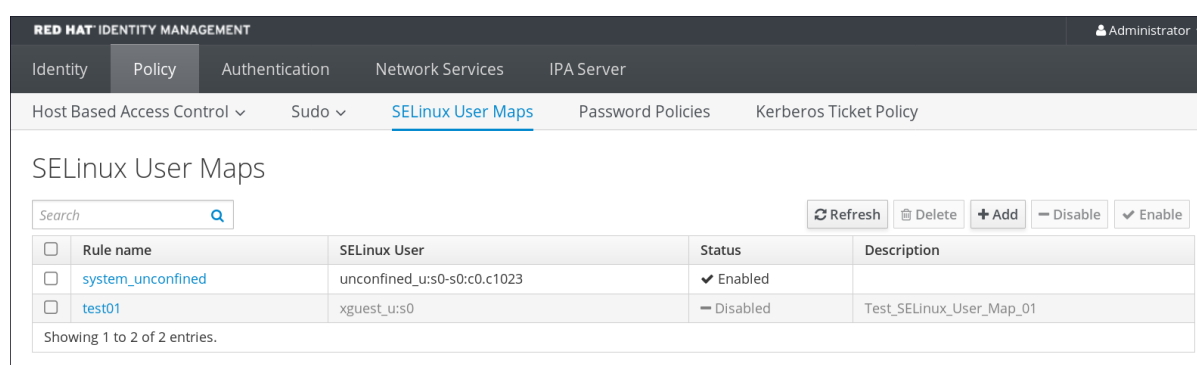 RED HAT IDENTITY MANAGEMENT Administrator
Identity Policy Authentication Network Services IPA Server
Host Based Access Control Sudo SELinux User Maps Password Policies Kerberos Ticket Policy
SELinux User Maps
Search Refresh Delete Add Disable Enable
Rule name SELinux User Status Description
system_unconfined unconfined_u:s0-s0:c0.c1023 Enabled
test01 xguest_u:s0 Disabled Test_SELinux_User_Map_01
Showing 1 to 2 of 2 entries.